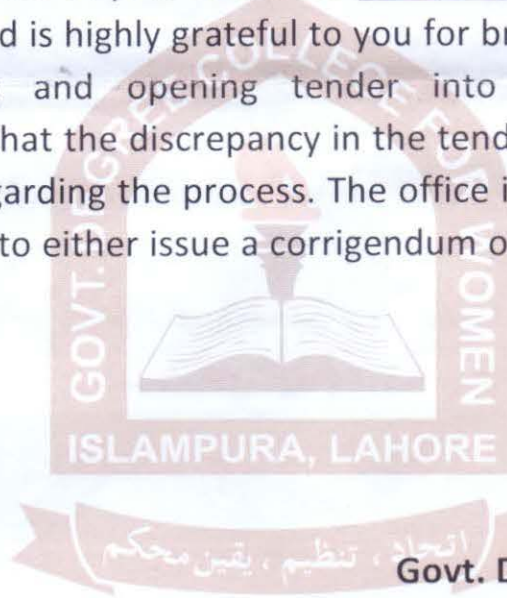 d is highly grateful to you for br
and opening tender into
hat the discrepancy in the tend
garding the process. The office i
to either issue a corrigendum o
GOVT. DEGREE COLLEGE FOR WOMEN
ISLAMPURA, LAHORE
اتحاد ، تنظیم ، یقین محکم
Govt. D